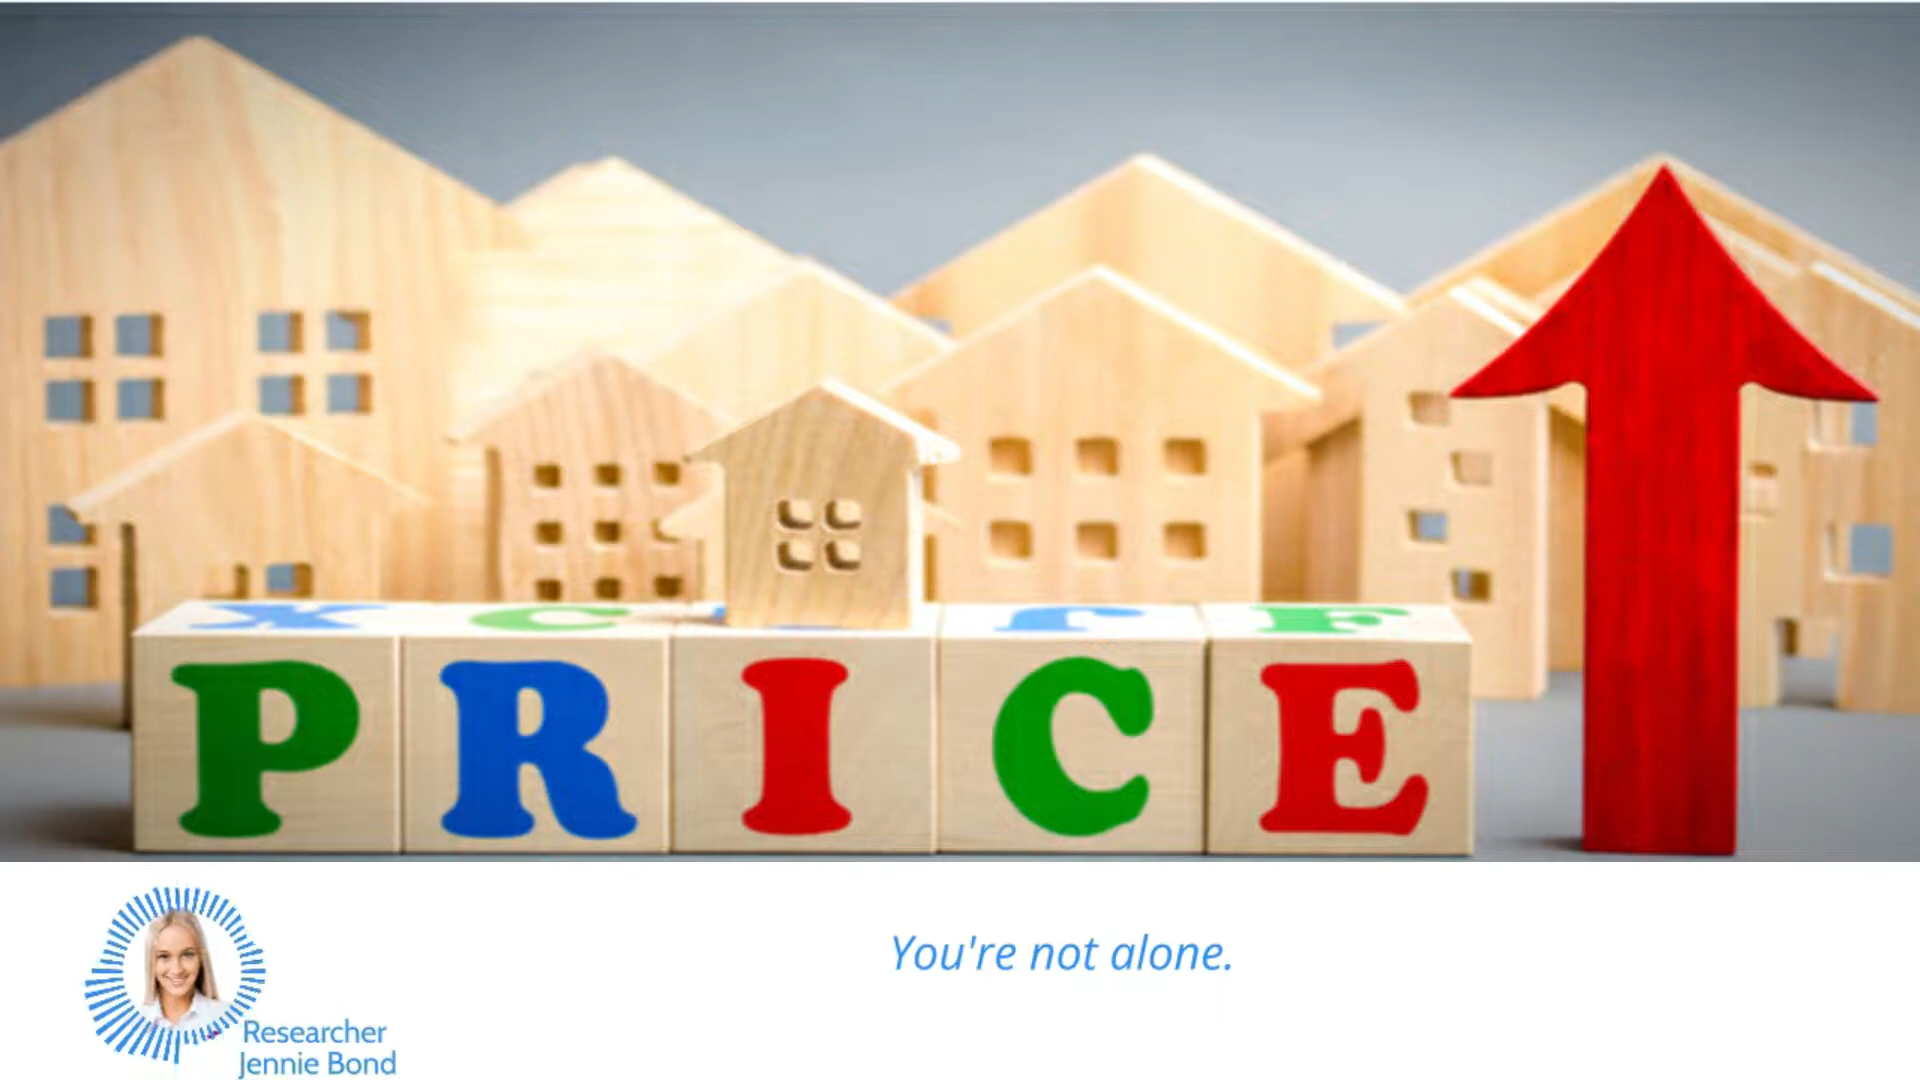 X C F F
PRICE
You're not alone.
Researcher
Jennie Bond